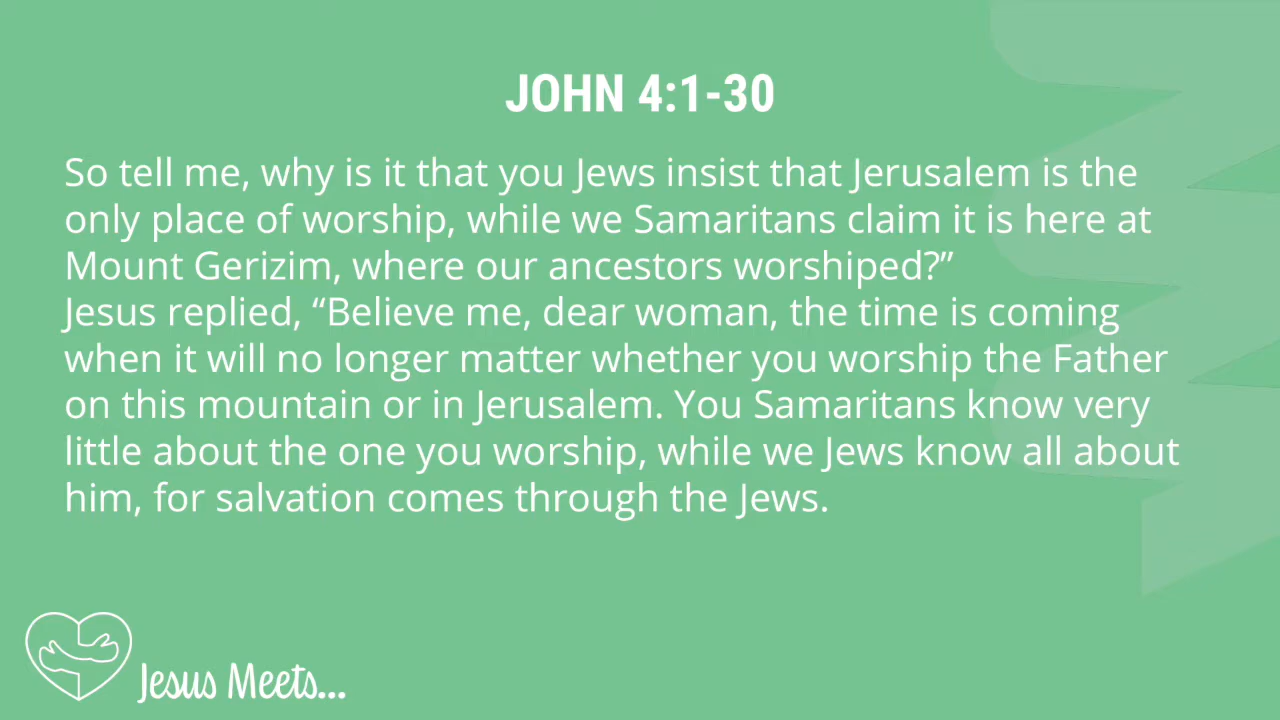 JOHN 4:1-30
So tell me, why is it that you Jews insist that Jerusalem is the
only place of worship, while we Samaritans claim it is here at
Mount Gerizim, where our ancestors worshiped?”
Jesus replied, “Believe me, dear woman, the time is coming
when it will no longer matter whether you worship the Father
on this mountain or in Jerusalem. You Samaritans know very
little about the one you worship, while we Jews know all about
him, for salvation comes through the Jews.
Jesus Meets...